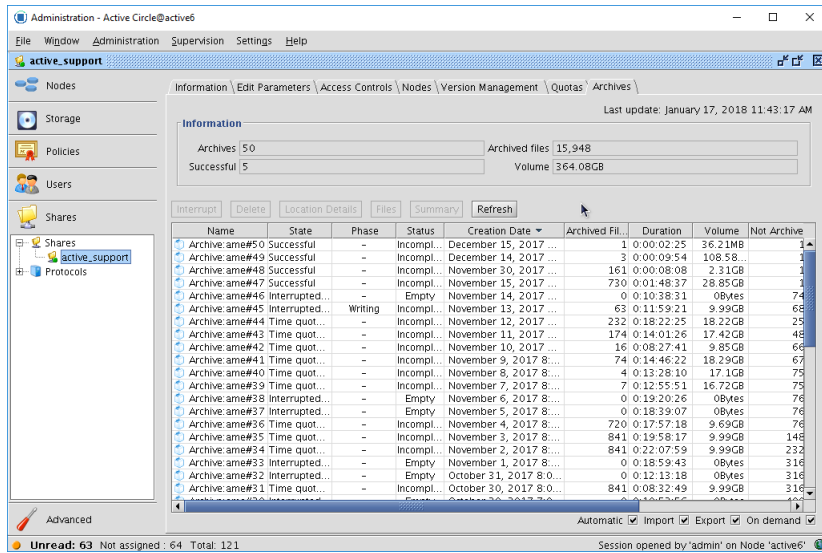 Administration - Active Circle@active6
File Window Administration Supervision Settings Help
active_support
Nodes
Storage
Policies
Users
Shares
Shares
active_support
Protocols
Advanced
Information Edit Parameters Access Controls Nodes Version Management Quotas Archives
Last update: January 17, 2018 11:43:17 AM
Information
Archives 50 Archived files 15,948
Successful 5 Volume 364.08GB
Interrupt Delete Location Details Files Summary Refresh
Name State Phase Status Creation Date Archived Fil... Duration Volume Not Archive
Archive:ame#50 Successful – Incompl... December 15, 2017 ... 1 0:00:02:25 36.21MB 1
Archive:ame#49 Successful – Incompl... December 14, 2017 ... 3 0:00:09:54 108.58... 1
Archive:ame#48 Successful – Incompl... November 30, 2017 ... 161 0:00:08:08 2.31GB 1
Archive:ame#47 Successful – Incompl... November 15, 2017 ... 730 0:01:48:37 28.85GB 1
Archive:ame#46 Interrupted... – Empty November 14, 2017 ... 0 0:10:38:31 0Bytes 74
Archive:ame#45 Interrupted... Writing Incompl... November 13, 2017 ... 63 0:11:59:21 9.99GB 68
Archive:ame#44 Time quot... – Incompl... November 12, 2017 ... 232 0:18:22:25 18.22GB 25
Archive:ame#43 Time quot... – Incompl... November 11, 2017 ... 174 0:14:01:26 17.42GB 48
Archive:ame#42 Time quot... – Incompl... November 10, 2017 ... 16 0:08:27:41 9.85GB 66
Archive:ame#41 Time quot... – Incompl... November 9, 2017 8:... 74 0:14:46:22 18.29GB 67
Archive:ame#40 Time quot... – Incompl... November 8, 2017 8:... 4 0:13:28:10 17.1GB 75
Archive:ame#39 Time quot... – Incompl... November 7, 2017 8:... 7 0:12:55:51 16.72GB 75
Archive:ame#38 Interrupted... – Empty November 6, 2017 8:... 0 0:19:20:26 0Bytes 76
Archive:ame#37 Interrupted... – Empty November 5, 2017 8:... 0 0:18:39:07 0Bytes 76
Archive:ame#36 Time quot... – Incompl... November 4, 2017 8:... 720 0:17:57:18 9.69GB 76
Archive:ame#35 Time quot... – Incompl... November 3, 2017 8:... 841 0:19:58:17 9.99GB 148
Archive:ame#34 Time quot... – Incompl... November 2, 2017 8:... 841 0:22:07:59 9.99GB 232
Archive:ame#33 Interrupted... – Empty November 1, 2017 8:... 0 0:18:59:43 0Bytes 316
Archive:ame#32 Interrupted... – Empty October 31, 2017 8:0... 0 0:12:13:18 0Bytes 316
Archive:ame#31 Time quot... – Incompl... October 30, 2017 8:0... 841 0:08:32:49 9.99GB 316
Automatic Import Export On demand
Unread: 63 Not assigned : 64 Total: 121
Session opened by 'admin' on Node 'active6'